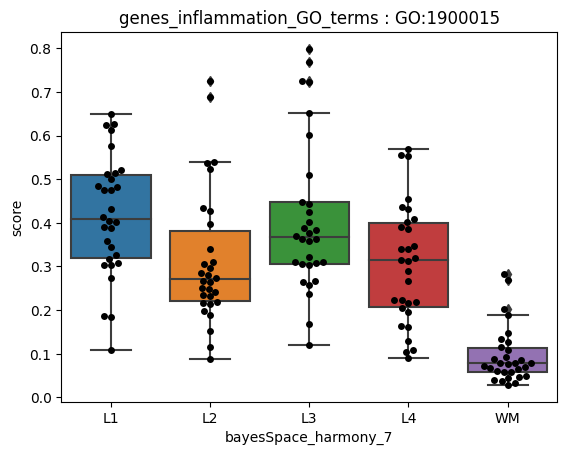 genes_inflammation_GO_terms : GO:1900015
0.8
0.7
0.6
0.5
0.4
0.3
0.2
0.1
0.0
score
L1 L2 L3 L4 WM
bayesSpace_harmony_7